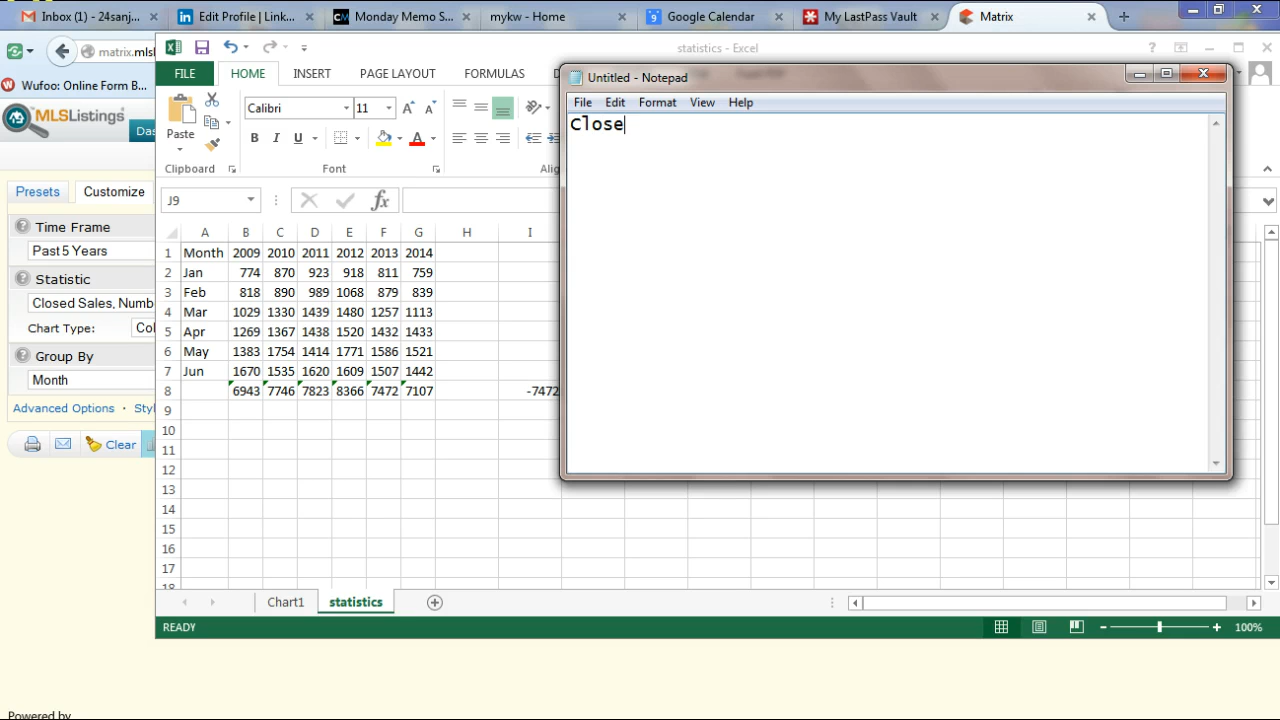 Inbox (1) - 24sanj...
Edit Profile | Link...
Monday Memo S...
mykw - Home
Google Calendar
My LastPass Vault
Matrix
matrix.mls
statistics - Excel
Wufoo: Online Form B...
FILE HOME INSERT PAGE LAYOUT FORMULAS
MLSListings
Das
Paste
Calibri 11
B I U
Clipboard Font Alig
Presets Customize
J9
Time Frame
Past 5 Years
Statistic
Closed Sales, Numb
Chart Type: Col
Group By
Month
Advanced Options · Styl
Clear
A B C D E F G H I
1 Month 2009 2010 2011 2012 2013 2014
2 Jan 774 870 923 918 811 759
3 Feb 818 890 989 1068 879 839
4 Mar 1029 1330 1439 1480 1257 1113
5 Apr 1269 1367 1438 1520 1432 1433
6 May 1383 1754 1414 1771 1586 1521
7 Jun 1670 1535 1620 1609 1507 1442
8 6943 7746 7823 8366 7472 7107 -7472
9
10
11
12
13
14
15
16
17
18
Untitled - Notepad
File Edit Format View Help
Close
Chart1 statistics
READY
100%
Powered by